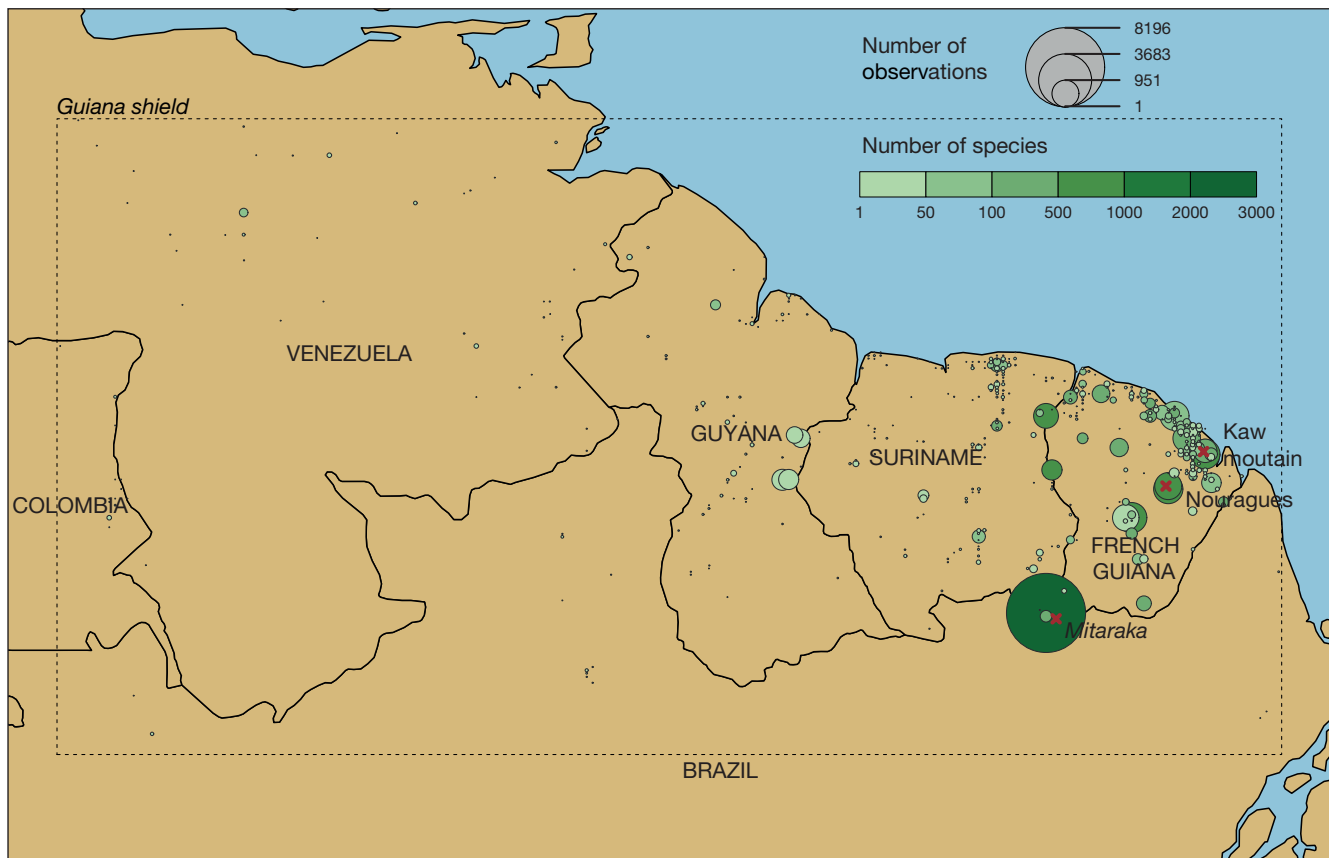 Number of
observations
8196
3683
951
1
Guiana shield
Number of species
1 50 100 500 1000 2000 3000
VENEZUELA
GUYANA
SURINAME
Kaw
moutain
COLOMBIA
Nouragues
FRENCH
GUIANA
Mitaraka
BRAZIL